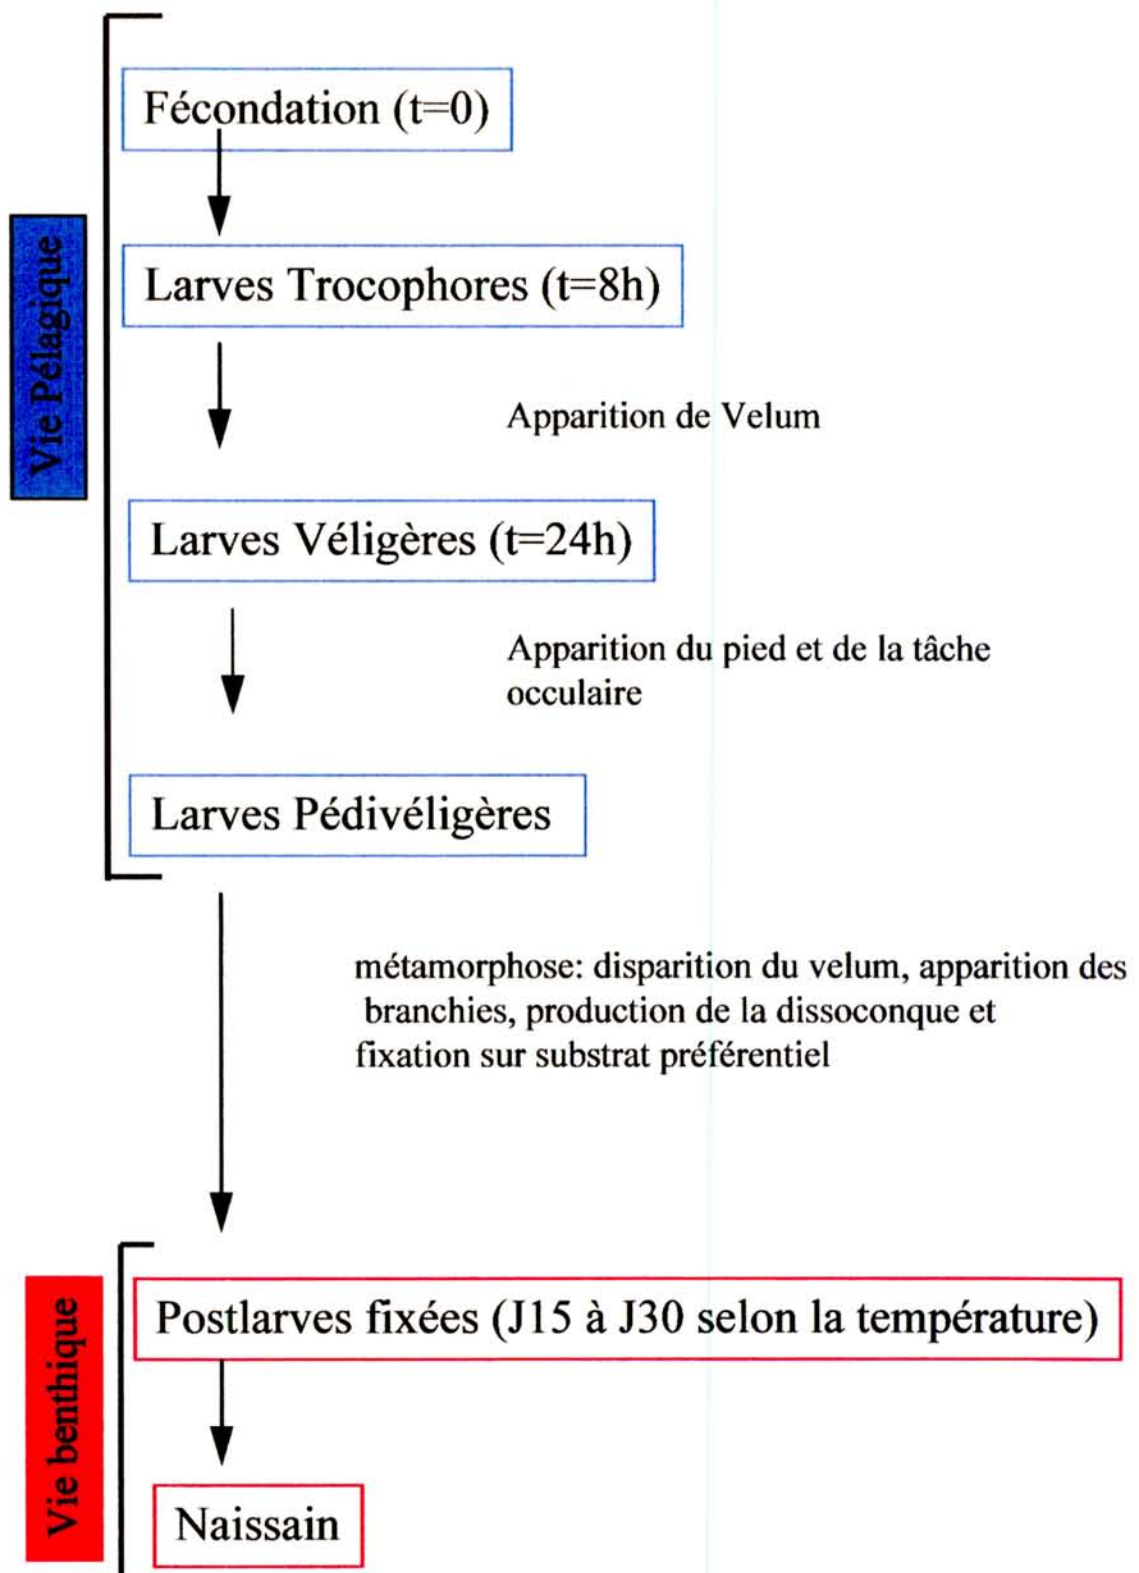 Fécondation (t=0)
Vie Pélagique
Larves Trocophores (t=8h)
Apparition de Velum
Larves Véligères (t=24h)
Apparition du pied et de la tâche
occulaire
Larves Pédivéligères
métamorphose: disparition du velum, apparition des
branchies, production de la dissoconque et
fixation sur substrat préférentiel
Vie benthique
Postlarves fixées (J15 à J30 selon la température)
Naissain